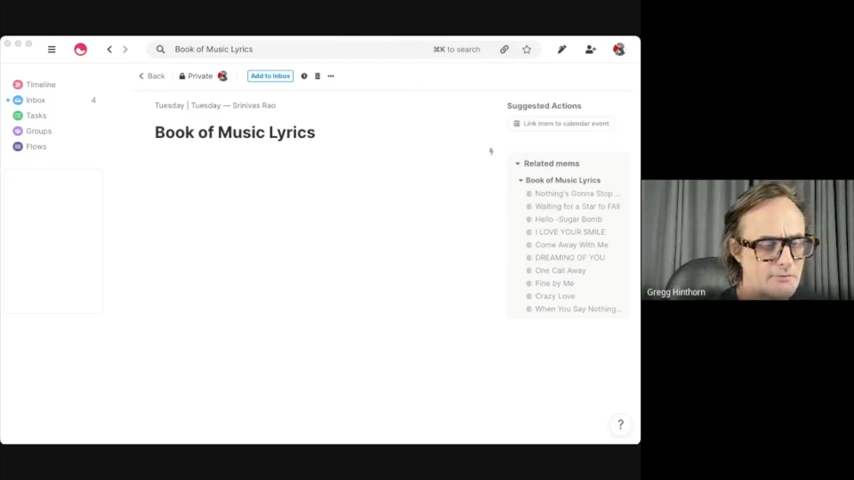 Book of Music Lyrics
⌘K to search
Back
Private
Add to Inbox
Timeline
Inbox 4
Tasks
Groups
Flows
Tuesday | Tuesday — Srinivas Rao
Book of Music Lyrics
Suggested Actions
Link mem to calendar event
Related mems
Book of Music Lyrics
Nothing's Gonna Stop ...
Waiting for a Star to FAll
Hello -Sugar Bomb
I LOVE YOUR SMILE
Come Away With Me
DREAMING OF YOU
One Call Away
Fine by Me
Crazy Love
When You Say Nothing...
?
Gregg Hinthorn